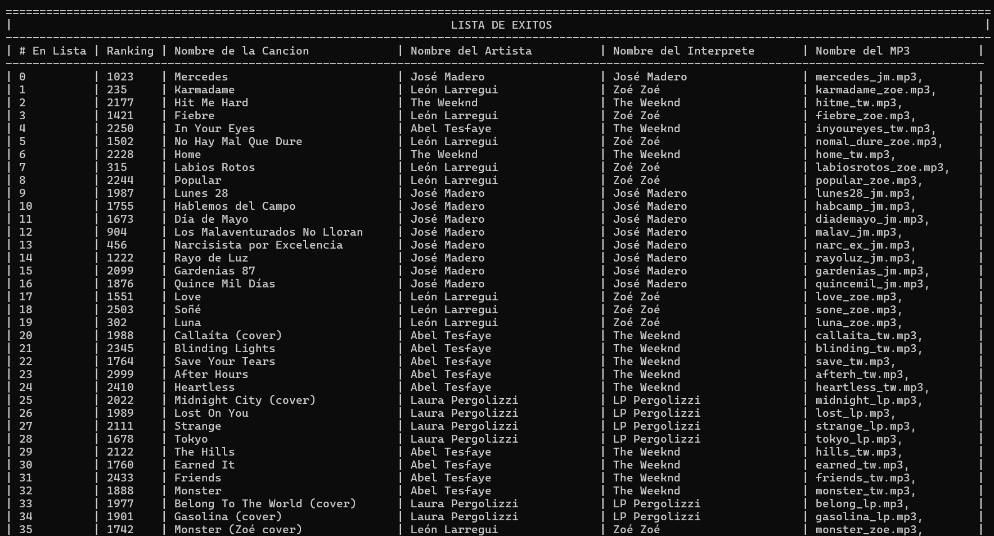 LISTA DE EXITOS
| # En Lista | Ranking | Nombre de la Cancion | Nombre del Artista | Nombre del Interprete | Nombre del MP3 |
| 0 | 1023 | Mercedes | José Madero | José Madero | mercedes_jm.mp3, |
| 1 | 235 | Karmadame | León Larregui | Zoé Zoé | karmadame_zoe.mp3, |
| 2 | 2177 | Hit Me Hard | The Weeknd | The Weeknd | hitme_tw.mp3, |
| 3 | 1421 | Fiebre | León Larregui | Zoé Zoé | fiebre_zoe.mp3, |
| 4 | 2250 | In Your Eyes | Abel Tesfaye | The Weeknd | inyoureyes_tw.mp3, |
| 5 | 1502 | No Hay Mal Que Dure | León Larregui | Zoé Zoé | nomal_dure_zoe.mp3, |
| 6 | 2228 | Home | The Weeknd | The Weeknd | home_tw.mp3, |
| 7 | 315 | Labios Rotos | León Larregui | Zoé Zoé | labiosrotos_zoe.mp3, |
| 8 | 2244 | Popular | León Larregui | Zoé Zoé | popular_zoe.mp3, |
| 9 | 1987 | Lunes 28 | José Madero | José Madero | lunes28_jm.mp3, |
| 10 | 1755 | Hablemos del Campo | José Madero | José Madero | habcamp_jm.mp3, |
| 11 | 1673 | Día de Mayo | José Madero | José Madero | diademayo_jm.mp3, |
| 12 | 904 | Los Malaventurados No Lloran | José Madero | José Madero | malav_jm.mp3, |
| 13 | 456 | Narcisista por Excelencia | José Madero | José Madero | narc_ex_jm.mp3, |
| 14 | 1222 | Rayo de Luz | José Madero | José Madero | rayoluz_jm.mp3, |
| 15 | 2099 | Gardenias 87 | José Madero | José Madero | gardenias_jm.mp3, |
| 16 | 1876 | Quince Mil Días | José Madero | José Madero | quincemil_jm.mp3, |
| 17 | 1551 | Love | León Larregui | Zoé Zoé | love_zoe.mp3, |
| 18 | 2503 | Soñé | León Larregui | Zoé Zoé | sone_zoe.mp3, |
| 19 | 302 | Luna | León Larregui | Zoé Zoé | luna_zoe.mp3, |
| 20 | 1988 | Callaíta (cover) | Abel Tesfaye | The Weeknd | callaita_tw.mp3, |
| 21 | 2345 | Blinding Lights | Abel Tesfaye | The Weeknd | blinding_tw.mp3, |
| 22 | 1764 | Save Your Tears | Abel Tesfaye | The Weeknd | save_tw.mp3, |
| 23 | 2999 | After Hours | Abel Tesfaye | The Weeknd | afterh_tw.mp3, |
| 24 | 2410 | Heartless | Abel Tesfaye | The Weeknd | heartless_tw.mp3, |
| 25 | 2022 | Midnight City (cover) | Laura Pergolizzi | LP Pergolizzi | midnight_lp.mp3, |
| 26 | 1989 | Lost On You | Laura Pergolizzi | LP Pergolizzi | lost_lp.mp3, |
| 27 | 2111 | Strange | Laura Pergolizzi | LP Pergolizzi | strange_lp.mp3, |
| 28 | 1678 | Tokyo | Laura Pergolizzi | LP Pergolizzi | tokyo_lp.mp3, |
| 29 | 2122 | The Hills | Abel Tesfaye | The Weeknd | hills_tw.mp3, |
| 30 | 1760 | Earned It | Abel Tesfaye | The Weeknd | earned_tw.mp3, |
| 31 | 2433 | Friends | Abel Tesfaye | The Weeknd | friends_tw.mp3, |
| 32 | 1888 | Monster | Abel Tesfaye | The Weeknd | monster_tw.mp3, |
| 33 | 1977 | Belong To The World (cover) | Laura Pergolizzi | LP Pergolizzi | belong_lp.mp3, |
| 34 | 1901 | Gasolina (cover) | Laura Pergolizzi | LP Pergolizzi | gasolina_lp.mp3, |
| 35 | 1742 | Monster (Zoé cover) | León Larregui | Zoé Zoé | monster_zoe.mp3, |